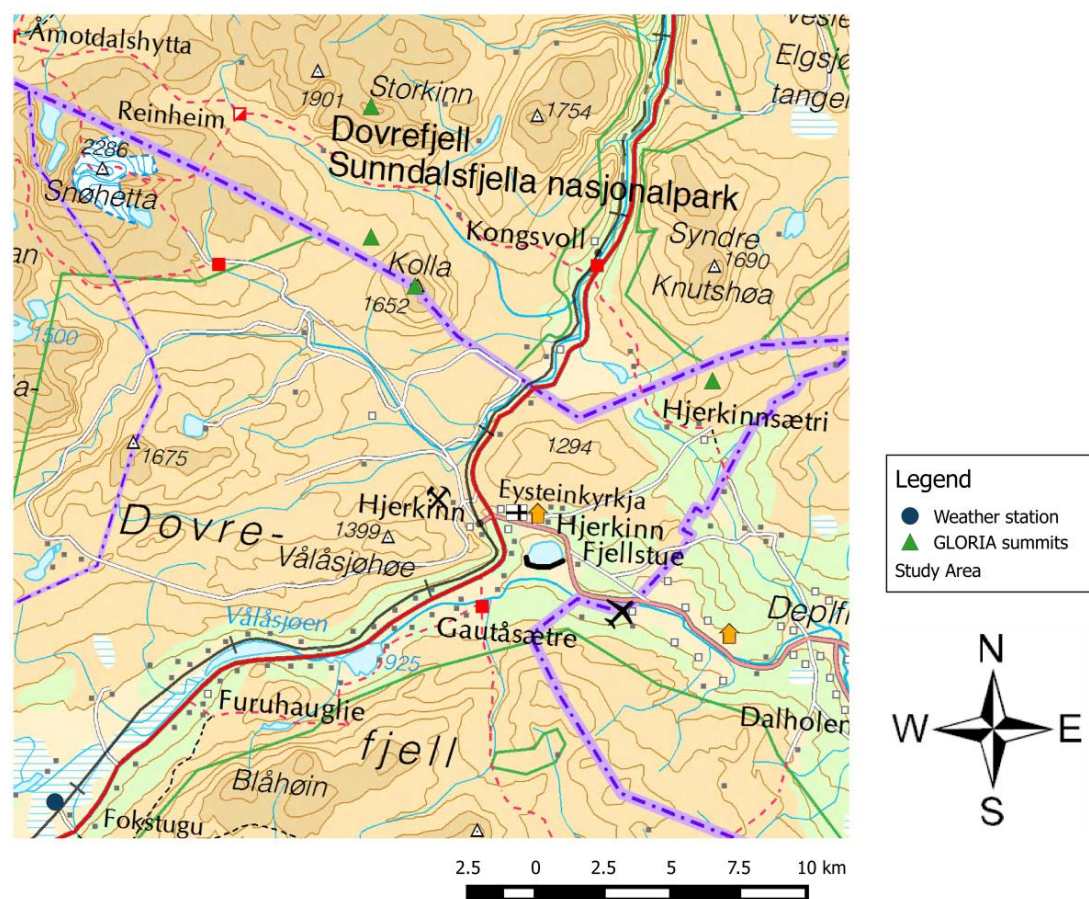 Åmotdalshytta
Reinheim
1901
Storkinn
1754
Elgsjø
tangen
Dovrefjell
Sunndalsfjella nasjonalpark
2286
Snøhetta
Kongsvoll
Syndre
1690
Knutshøa
an
Kolla
1652
1500
a-
Hjerkinnsætri
1675
1294
Dovre-
Hjerkinn
Eysteinkyrkja
1399
Hjerkinn
Fjellstue
Vålåsjøhøe
Vålåsjøen
925
Gautåsætre
Deplf
Furuhauglie
fjell
Dalholen
Blåhøin
Fokstugu
Legend
Weather station
GLORIA summits
Study Area
N
W E
S
2.5 0 2.5 5 7.5 10 km